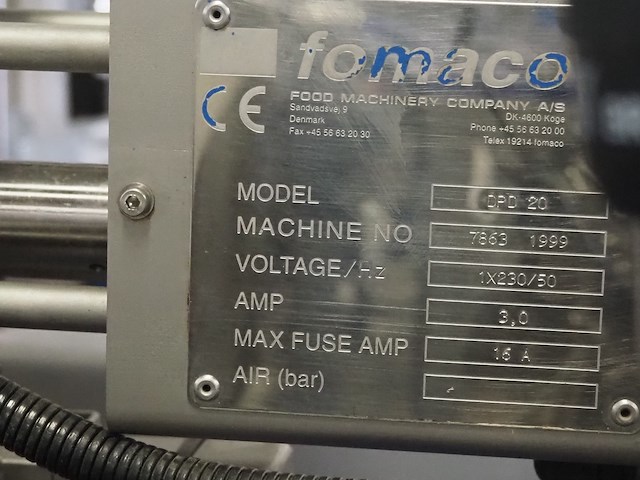 fomaco
FOOD MACHINERY COMPANY A/S
Sandvadsvej, 9 DK-4600 Koge
Denmark Phone +45 56 63 20 00
Fax +45 56 63 20 30 Telex 19214 fomaco
CE
MODEL DPD 20
MACHINE NO 7863 1999
VOLTAGE/Hz 1X230/50
AMP 3,0
MAX FUSE AMP 16 A
AIR (bar) -